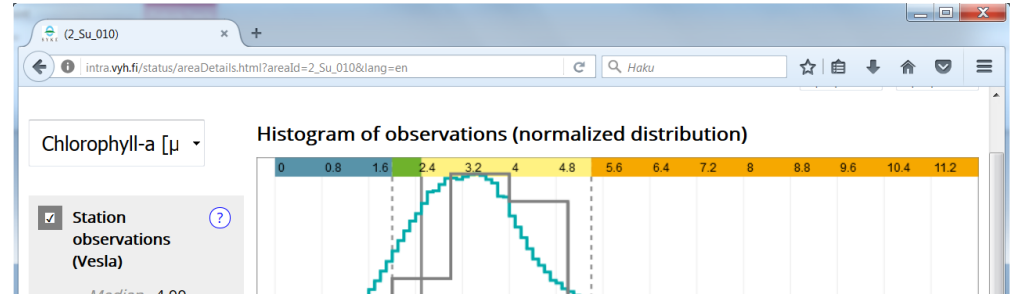 (2_Su_010) × +
intra.vyh.fi/status/areaDetails.html?areaId=2_Su_010&lang=en
Haku
Chlorophyll-a [μ
Histogram of observations (normalized distribution)
0 0.8 1.6 2.4 3.2 4 4.8 5.6 6.4 7.2 8 8.8 9.6 10.4 11.2
Station ?
observations
(Vesla)